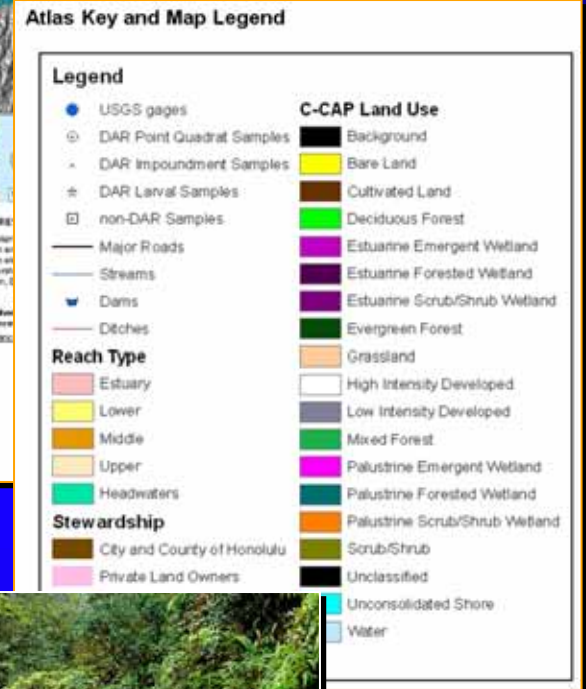 Atlas Key and Map Legend
Legend
USGS gages
DAR Point Quadrat Samples
DAR Impoundment Samples
DAR Larval Samples
non-DAR Samples
Major Roads
Streams
Dams
Ditches
Reach Type
Estuary
Lower
Middle
Upper
Headwaters
Stewardship
City and County of Honolulu
Private Land Owners
C-CAP Land Use
Background
Bare Land
Cultivated Land
Deciduous Forest
Estuarine Emergent Wetland
Estuarine Forested Wetland
Estuarine Scrub/Shrub Wetland
Evergreen Forest
Grassland
High Intensity Developed
Low Intensity Developed
Mixed Forest
Palustrine Emergent Wetland
Palustrine Forested Wetland
Palustrine Scrub/Shrub Wetland
Scrub/Shrub
Unclassified
Unconsolidated Shore
Water